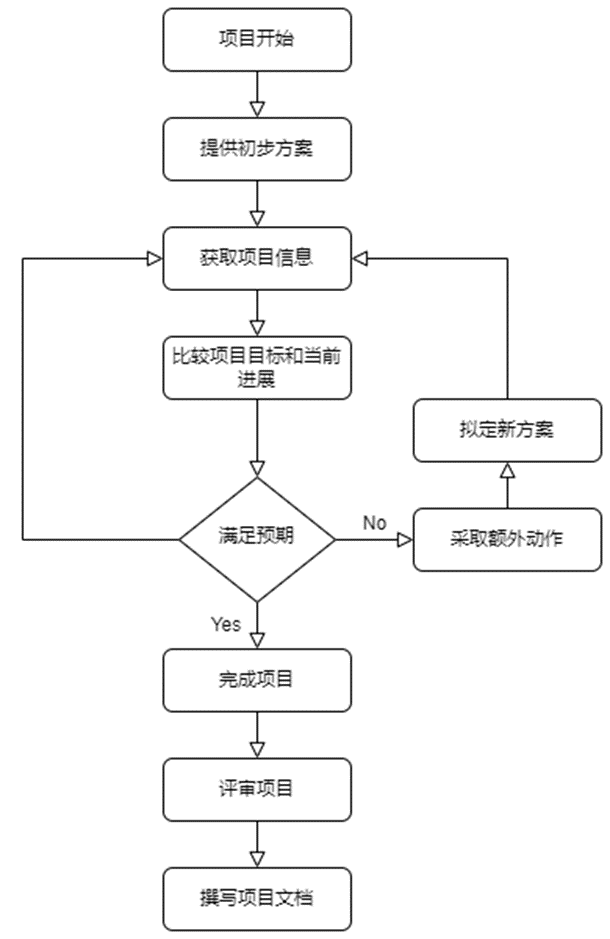 项目开始
提供初步方案
获取项目信息
比较项目目标和当前
进展
拟定新方案
满足预期
No
采取额外动作
Yes
完成项目
评审项目
撰写项目文档